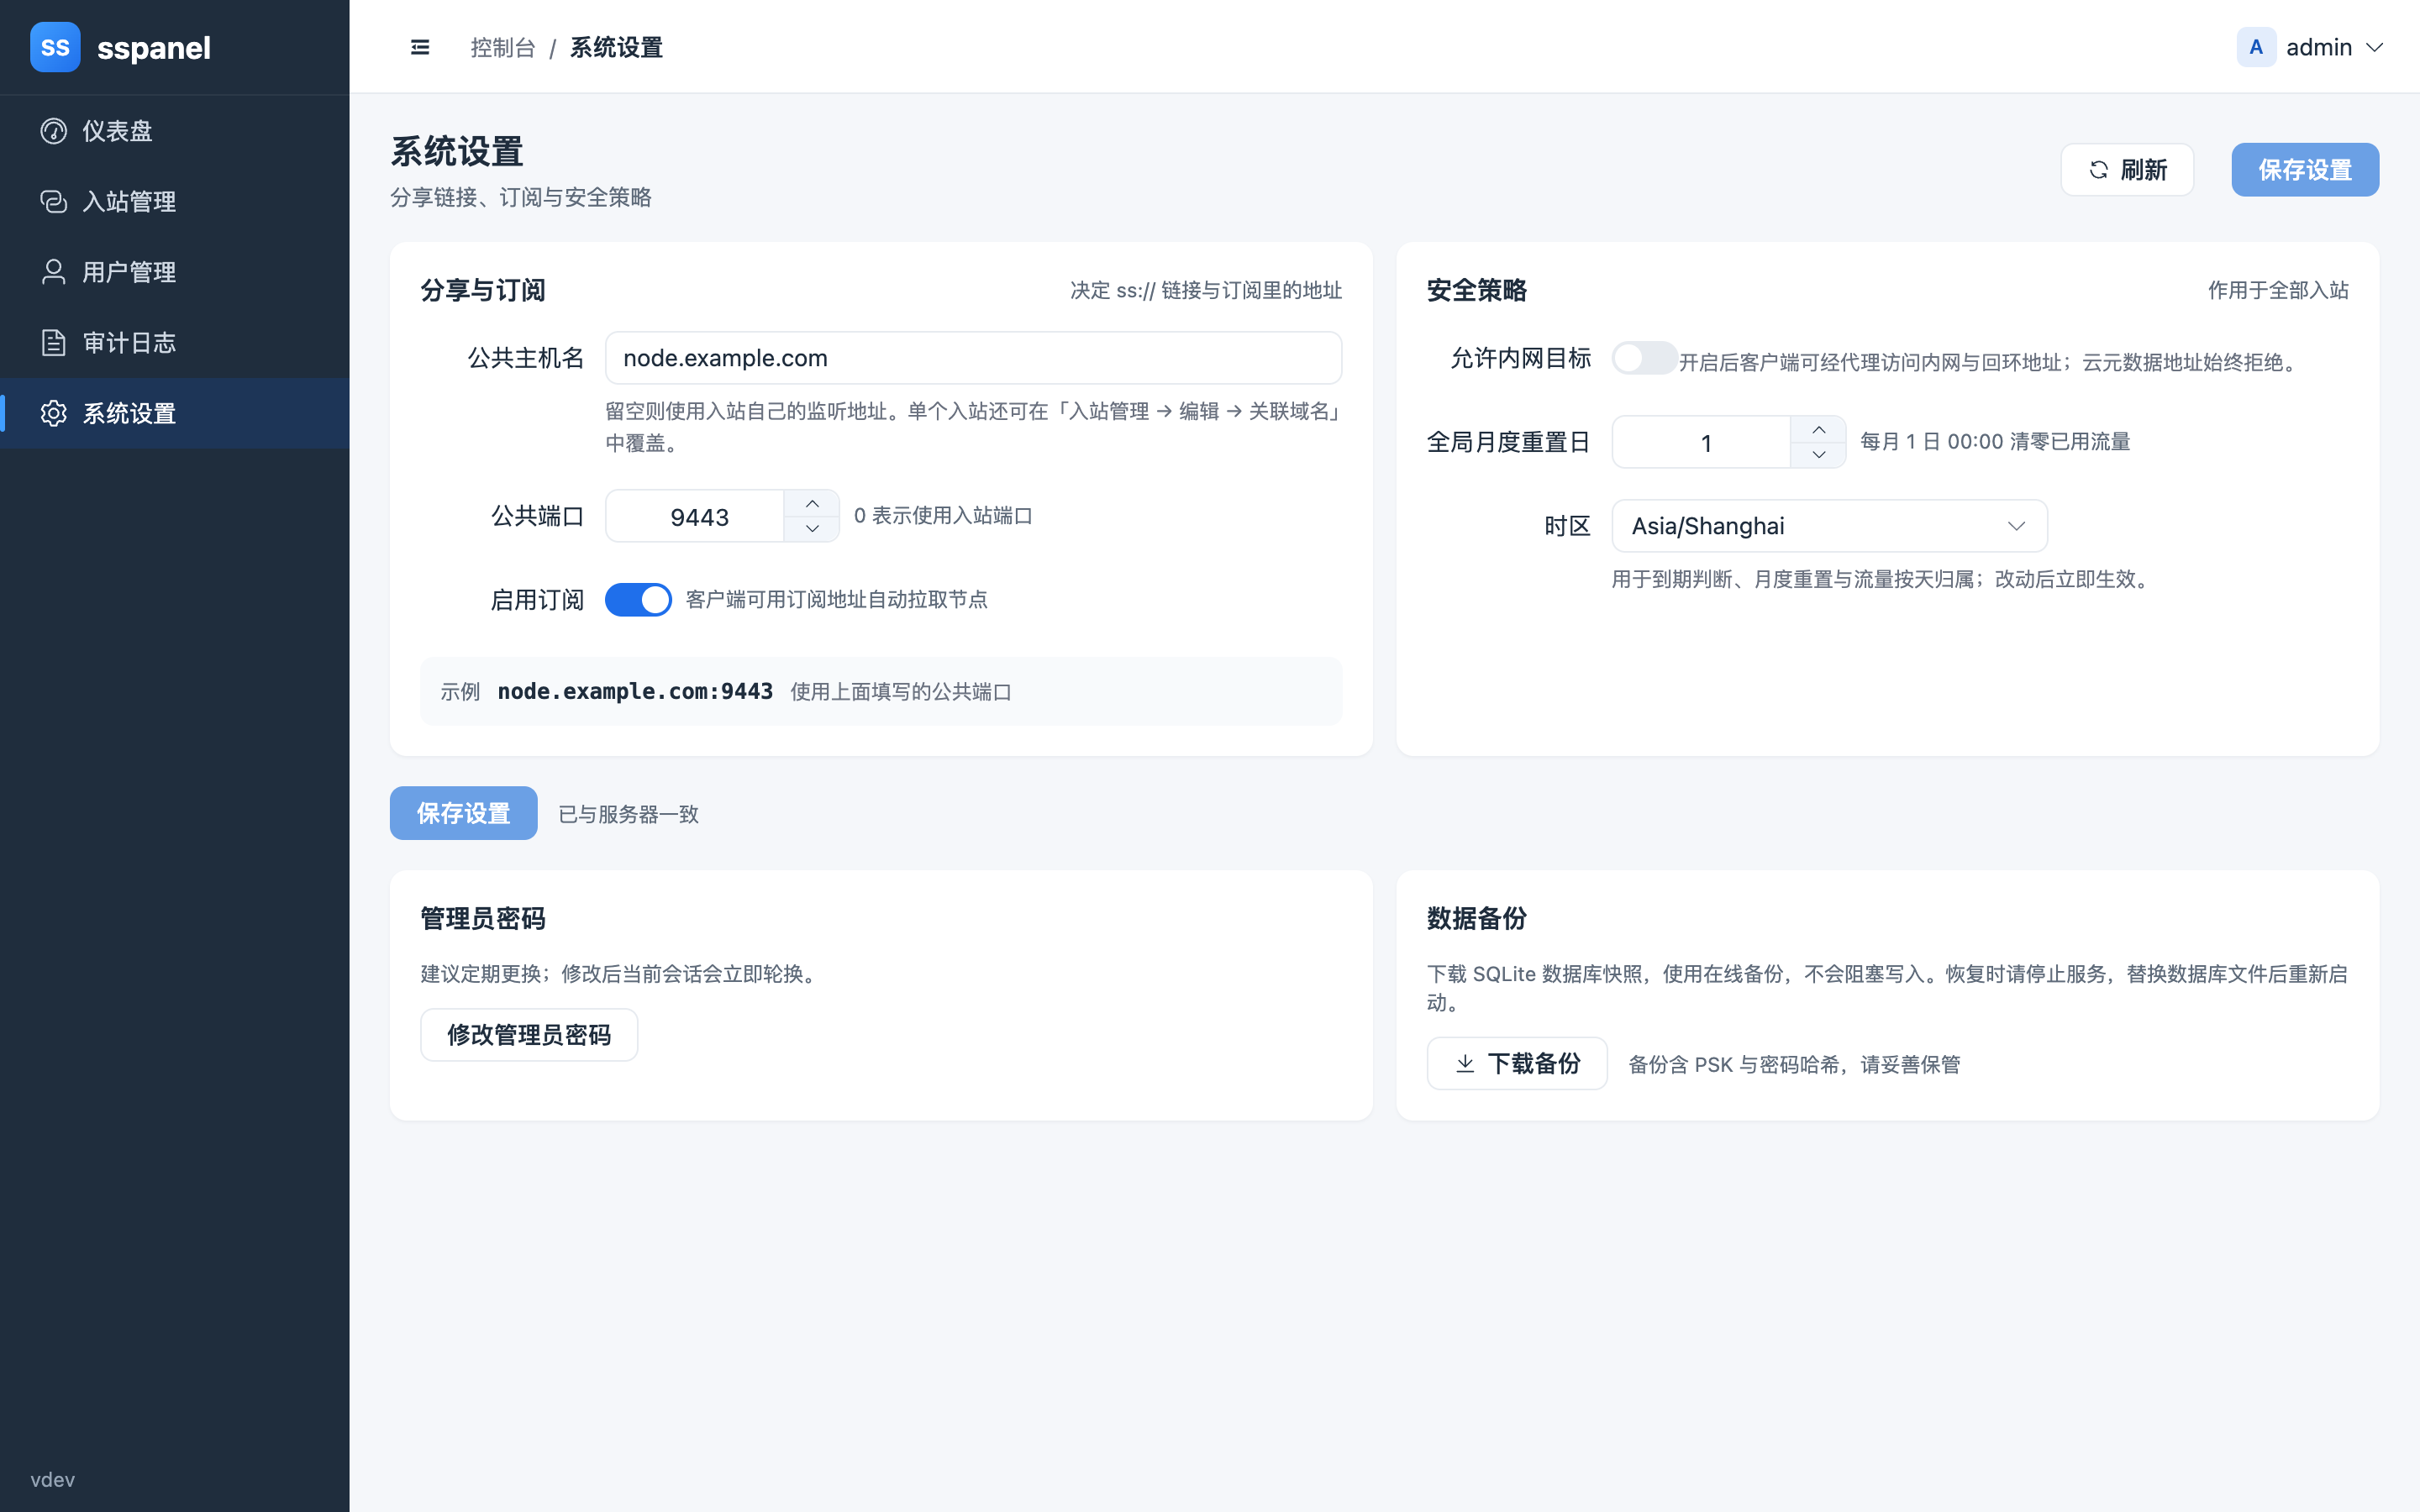 ss sspanel
仪表盘
入站管理
用户管理
审计日志
系统设置
vdev
控制台 / 系统设置
A admin
系统设置
分享链接、订阅与安全策略
刷新
保存设置
分享与订阅
决定 ss:// 链接与订阅里的地址
公共主机名 node.example.com
留空则使用入站自己的监听地址。单个入站还可在「入站管理 → 编辑 → 关联域名」
中覆盖。
公共端口 9443 0 表示使用入站端口
启用订阅 客户端可用订阅地址自动拉取节点
示例 node.example.com:9443 使用上面填写的公共端口
安全策略
作用于全部入站
允许内网目标 开启后客户端可经代理访问内网与回环地址；云元数据地址始终拒绝。
全局月度重置日 1 每月 1 日 00:00 清零已用流量
时区 Asia/Shanghai
用于到期判断、月度重置与流量按天归属；改动后立即生效。
保存设置 已与服务器一致
管理员密码
建议定期更换；修改后当前会话会立即轮换。
修改管理员密码
数据备份
下载 SQLite 数据库快照，使用在线备份，不会阻塞写入。恢复时请停止服务，替换数据库文件后重新启
动。
下载备份 备份含 PSK 与密码哈希，请妥善保管